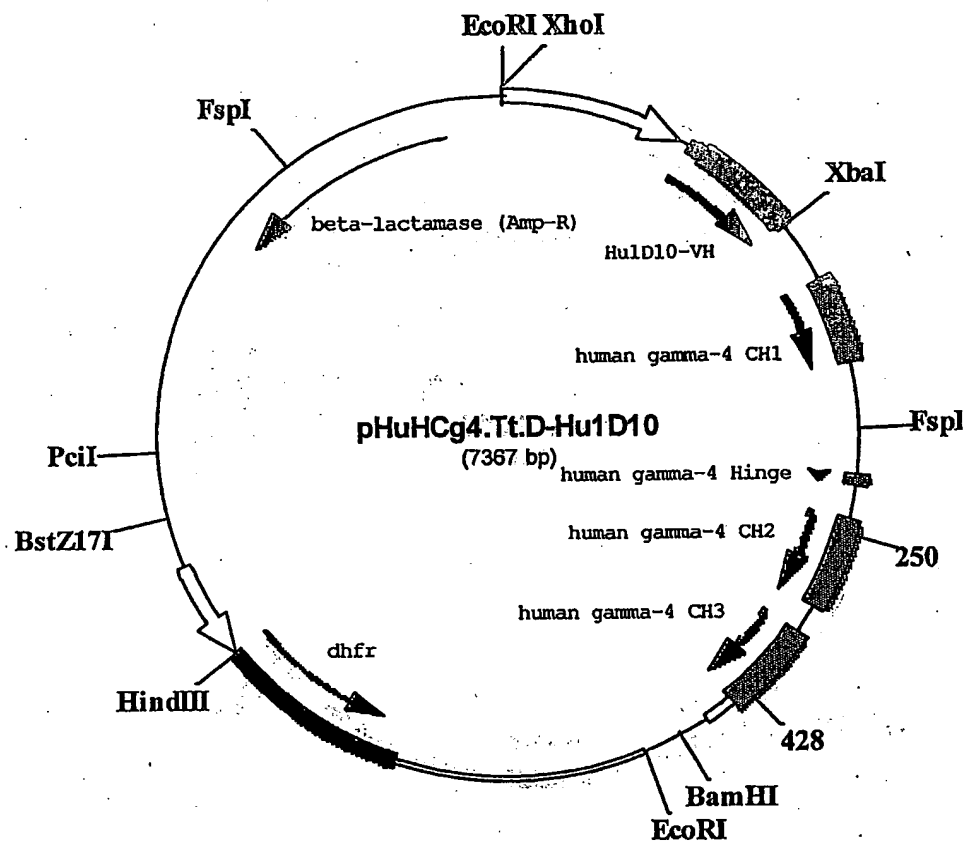 EcoRI XhoI
FspI
XbaI
beta-lactamase (Amp-R)
Hu1D10-VH
human gamma-4 CH1
pHuHCg4.Tt.D-Hu1D10
(7367 bp)
FspI
PciI
human gamma-4 Hinge
BstZ17I
human gamma-4 CH2
250
human gamma-4 CH3
dhfr
HindIII
428
BamHI
EcoRI